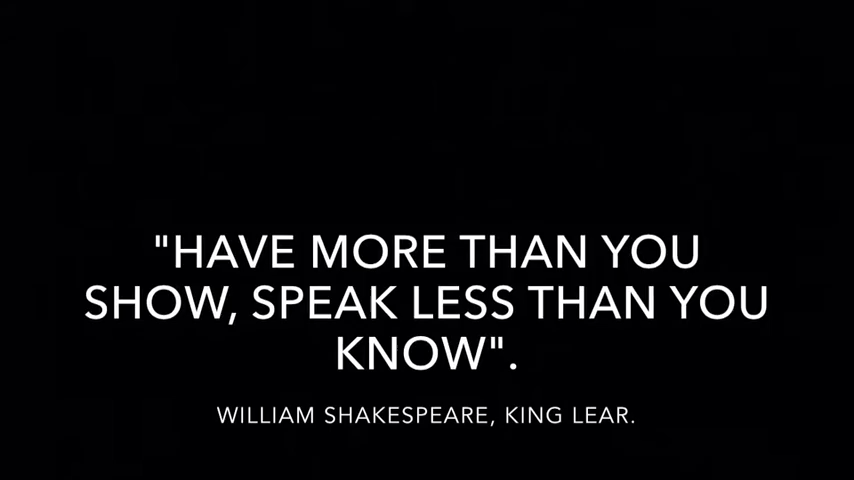 "HAVE MORE THAN YOU
SHOW, SPEAK LESS THAN YOU
KNOW".
WILLIAM SHAKESPEARE, KING LEAR.